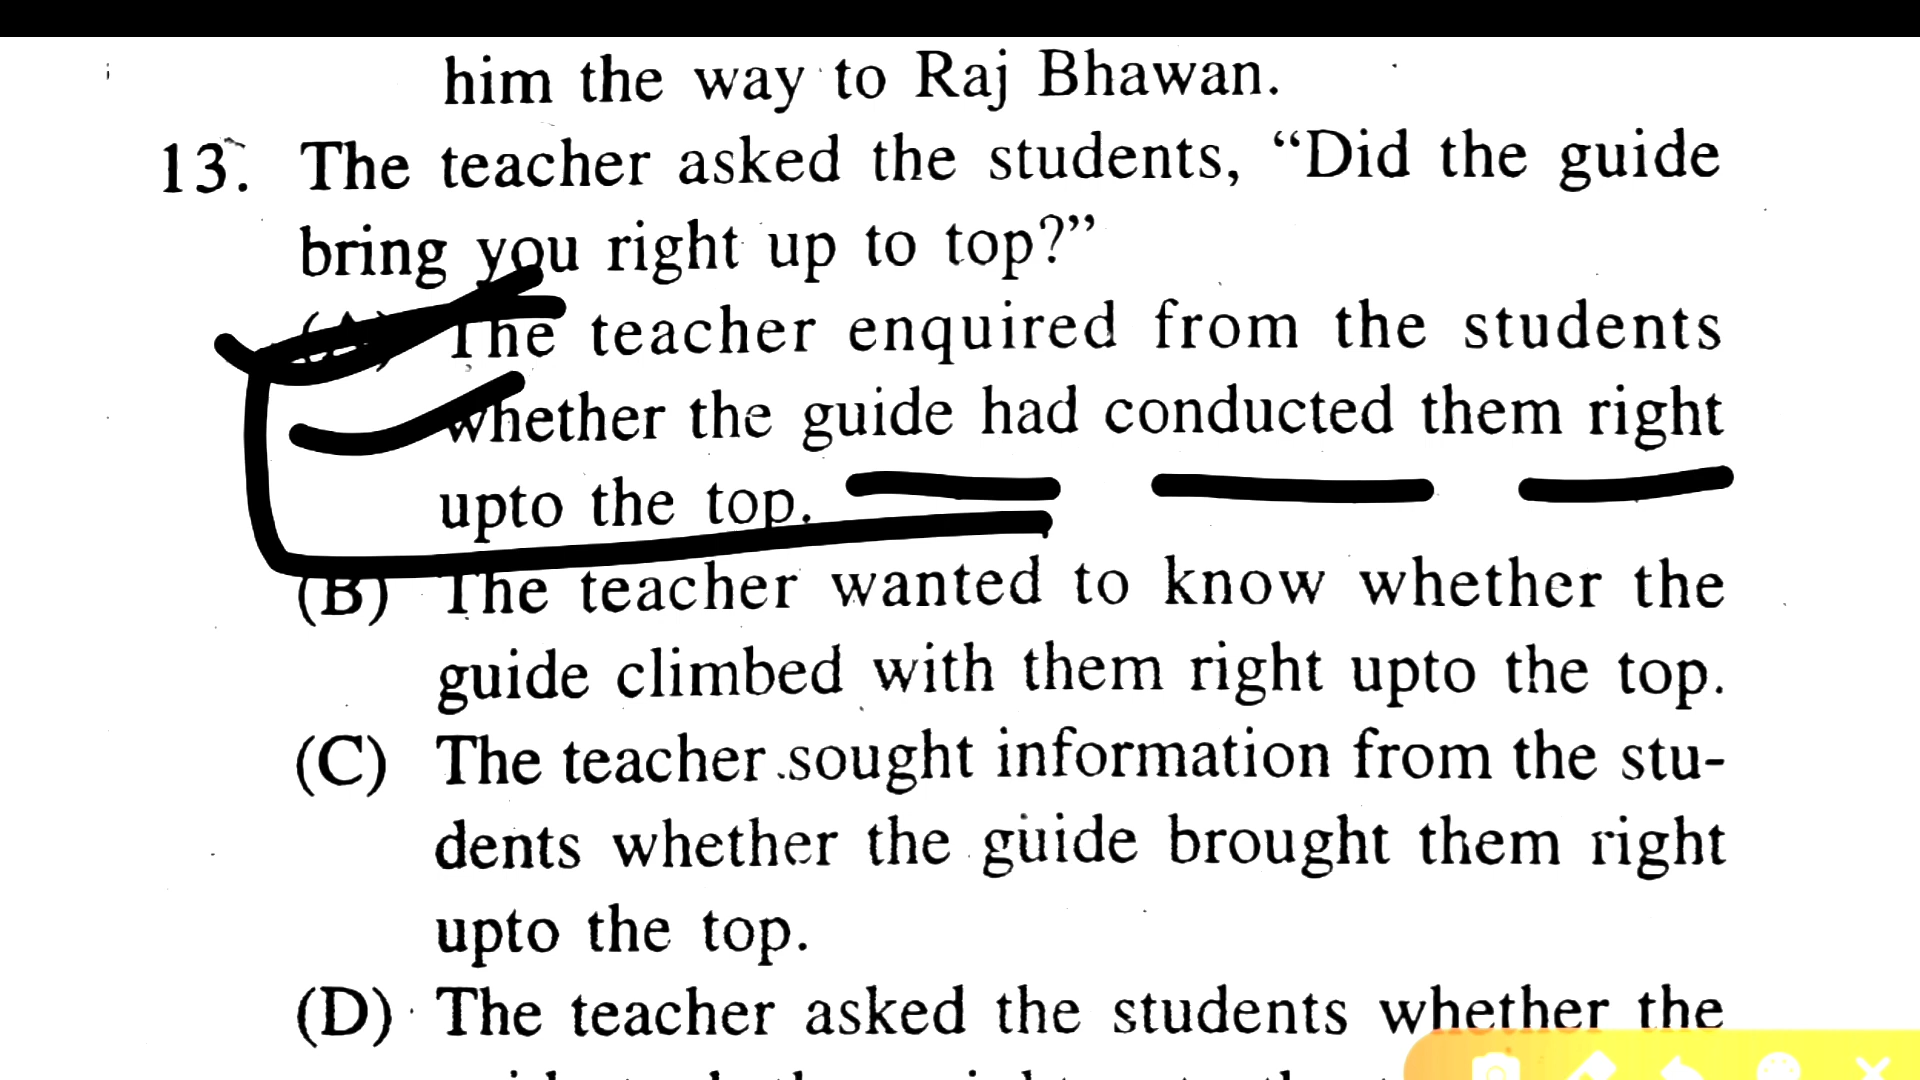 him the way to Raj Bhawan.
13. The teacher asked the students, “Did the guide
bring you right up to top?”
(A) The teacher enquired from the students
whether the guide had conducted them right
upto the top.
(B) The teacher wanted to know whether the
guide climbed with them right upto the top.
(C) The teacher sought information from the stu-
dents whether the guide brought them right
upto the top.
(D) The teacher asked the students whether the